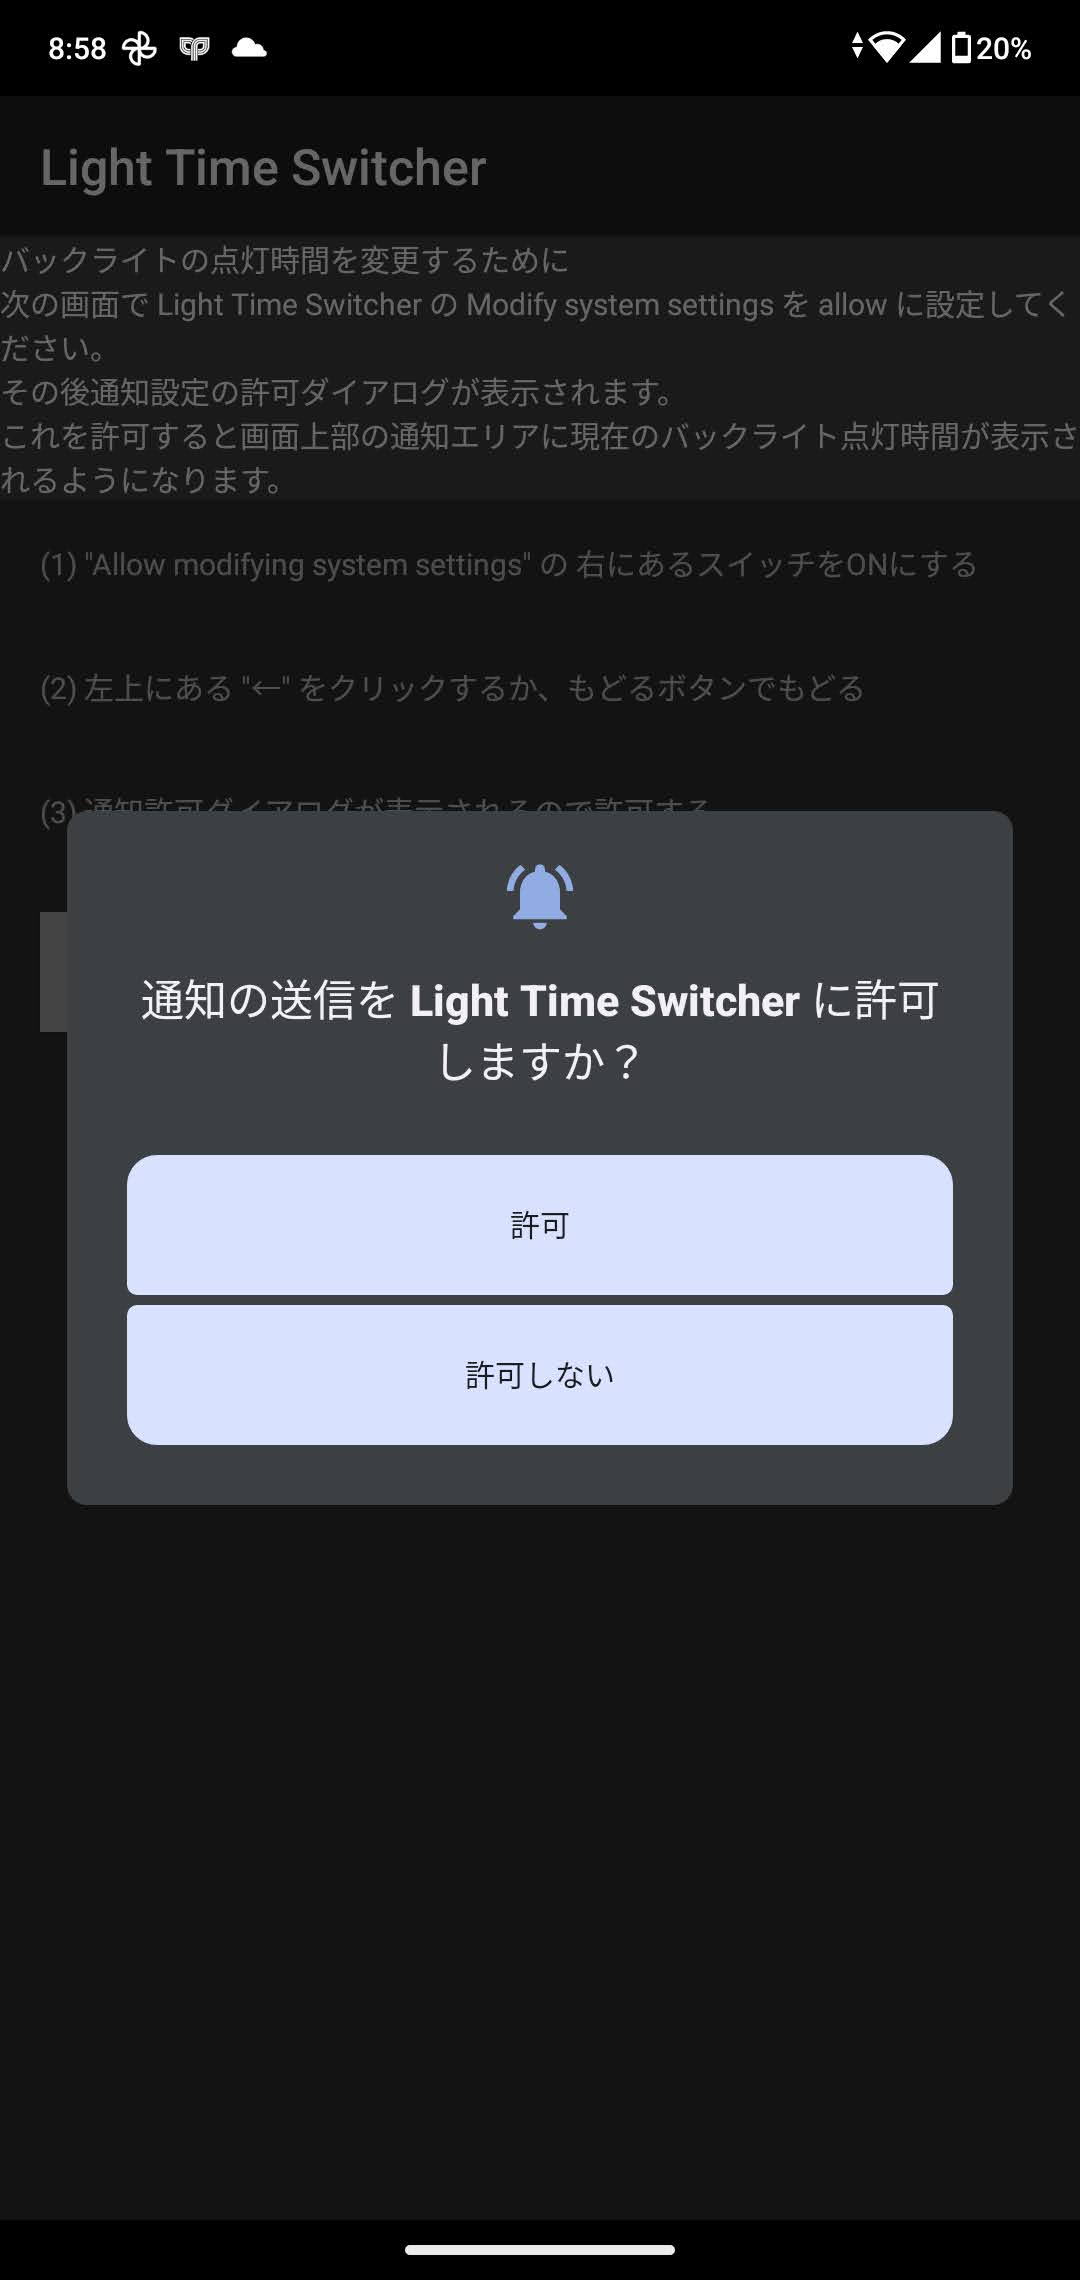 8:58
20%
Light Time Switcher
バックライトの点灯時間を変更するために
次の画面で Light Time Switcher の Modify system settings を allow に設定してく
ださい。
その後通知設定の許可ダイアログが表示されます。
これを許可すると画面上部の通知エリアに現在のバックライト点灯時間が表示さ
れるようになります。
(1) "Allow modifying system settings" の 右にあるスイッチをONにする
(2) 左上にある "←" をクリックするか、もどるボタンでもどる
(3) 通知許可ダイアログが表示されるので許可する
通知の送信を Light Time Switcher に許可
しますか？
許可
許可しない